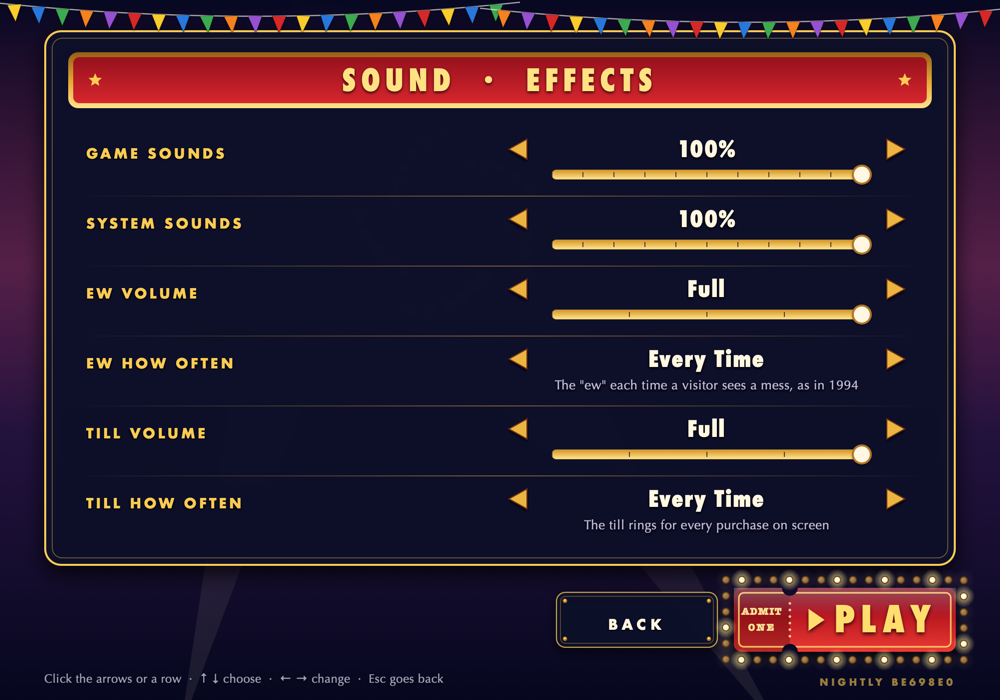 SOUND • EFFECTS
GAME SOUNDS
100%
SYSTEM SOUNDS
100%
EW VOLUME
Full
EW HOW OFTEN
Every Time
The "ew" each time a visitor sees a mess, as in 1994
TILL VOLUME
Full
TILL HOW OFTEN
Every Time
The till rings for every purchase on screen
BACK
ADMIT
ONE
PLAY
Click the arrows or a row · ↑ ↓ choose · ← → change · Esc goes back
NIGHTLY BE698E0